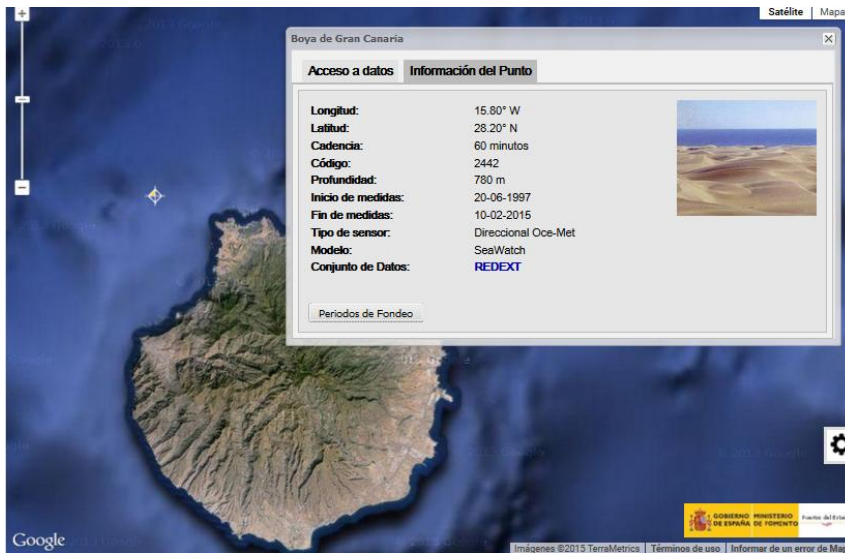 Satélite Mapa
Boya de Gran Canaria
Acceso a datos Información del Punto
Longitud: 15.80° W
Latitud: 28.20° N
Cadencia: 60 minutos
Código: 2442
Profundidad: 780 m
Inicio de medidas: 20-06-1997
Fin de medidas: 10-02-2015
Tipo de sensor: Direccional Oce-Met
Modelo: SeaWatch
Conjunto de Datos: REDEXT
Periodos de Fondeo
GOBIERNO MINISTERIO
DE ESPAÑA DE FOMENTO
Google
Imágenes ©2015 TerraMetrics Términos de uso Informar de un error de Map